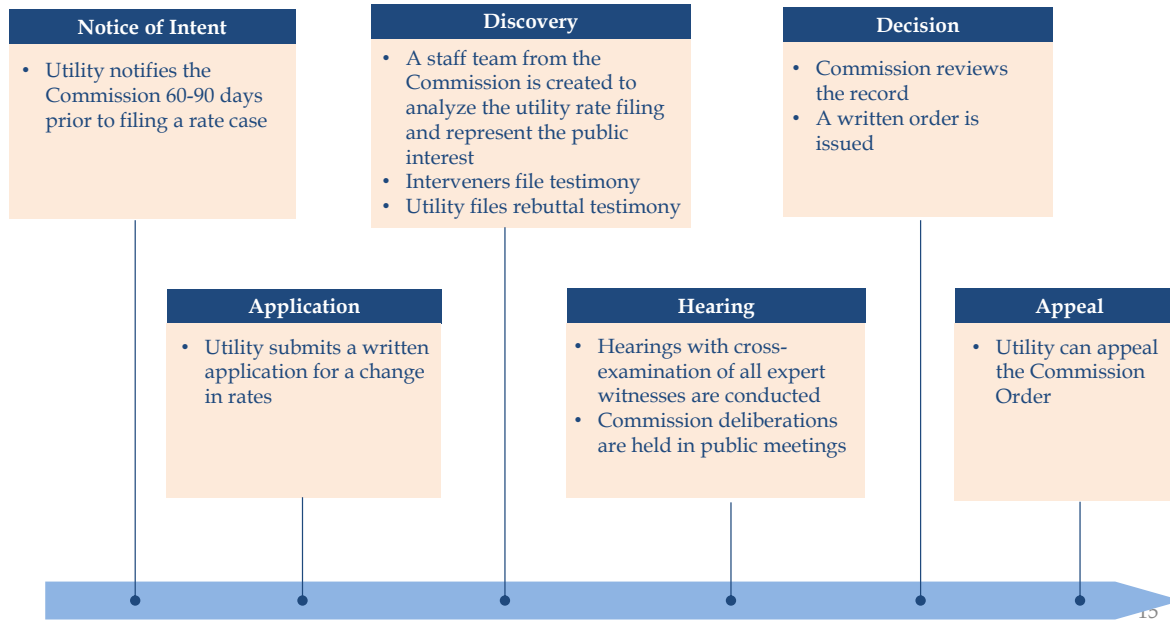 Notice of Intent
• Utility notifies the
Commission 60-90 days
prior to filing a rate case
Application
• Utility submits a written
application for a change
in rates
Discovery
• A staff team from the
Commission is created to
analyze the utility rate filing
and represent the public
interest
• Interveners file testimony
• Utility files rebuttal testimony
Hearing
• Hearings with cross-
examination of all expert
witnesses are conducted
• Commission deliberations
are held in public meetings
Decision
• Commission reviews
the record
• A written order is
issued
Appeal
• Utility can appeal
the Commission
Order
15